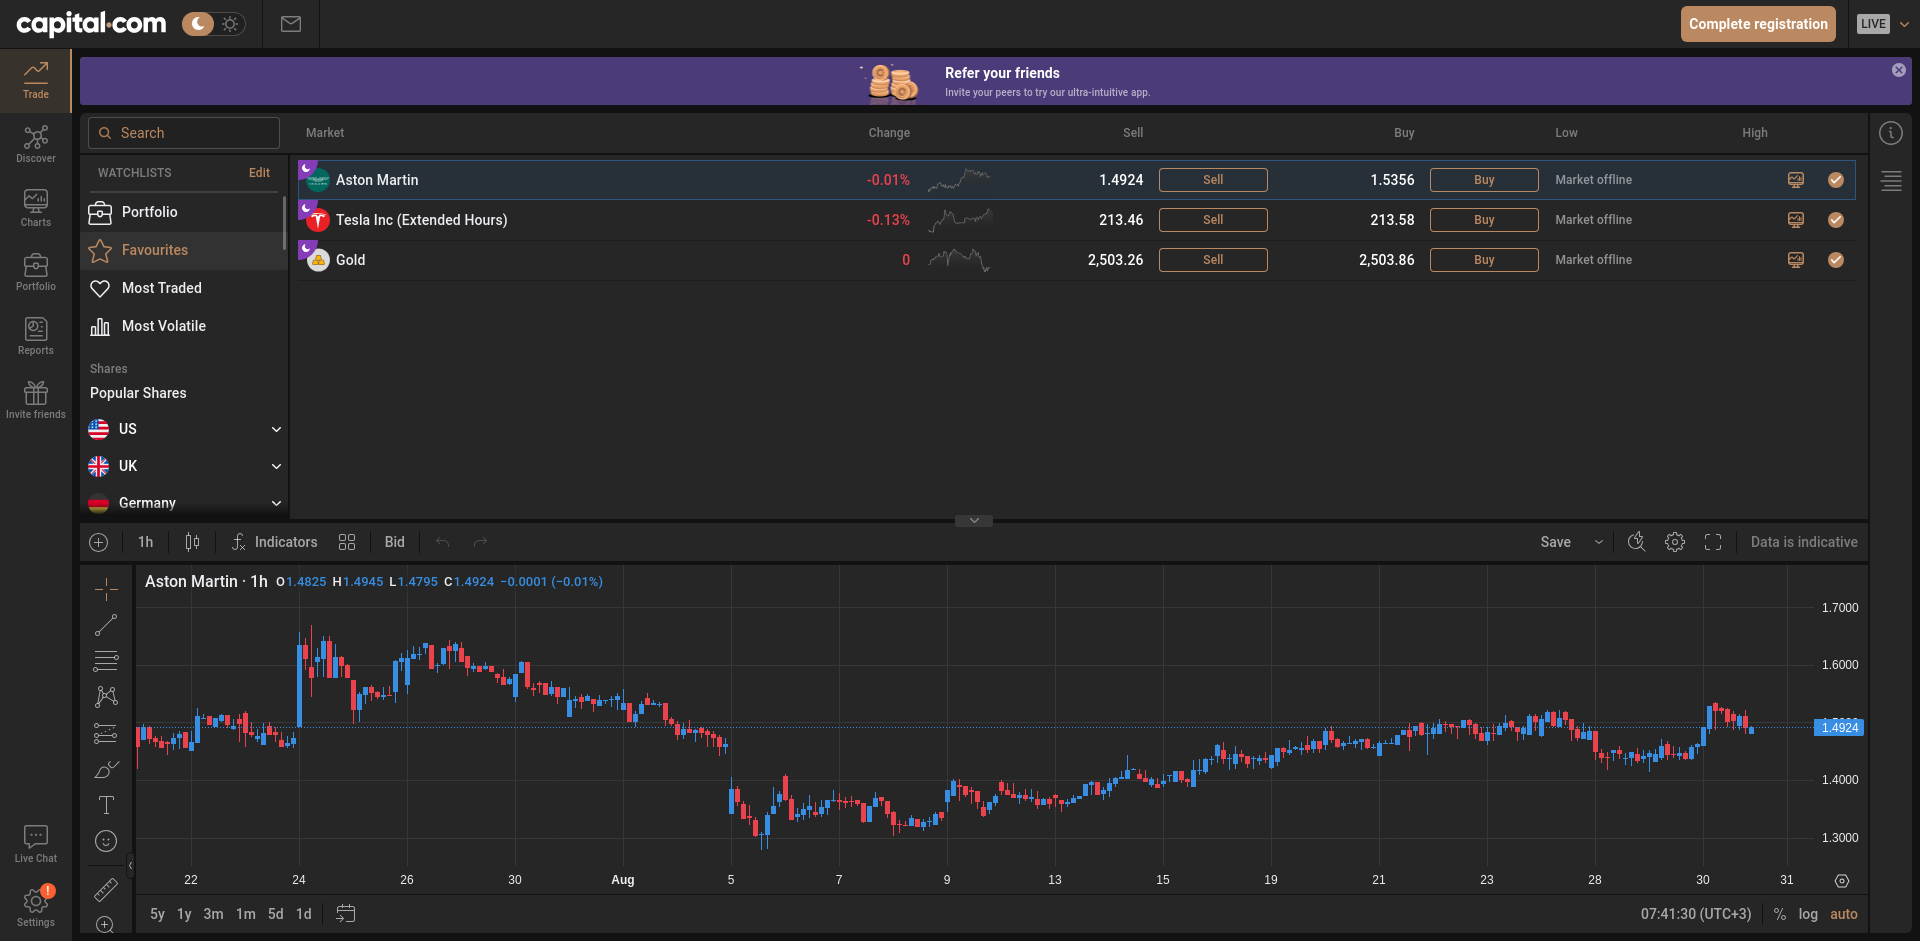 capital.com
Complete registration
LIVE
Trade
Discover
Charts
Portfolio
Reports
Invite friends
Live Chat
!
Settings
Refer your friends
Invite your peers to try our ultra-intuitive app.
Search
Market Change Sell Buy Low High
WATCHLISTS Edit
Portfolio
Favourites
Most Traded
Most Volatile
Shares
Popular Shares
US
UK
Germany
Aston Martin -0.01% 1.4924 Sell 1.5356 Buy Market offline
Tesla Inc (Extended Hours) -0.13% 213.46 Sell 213.58 Buy Market offline
Gold 0 2,503.26 Sell 2,503.86 Buy Market offline
1h Indicators Bid Save Data is indicative
Aston Martin · 1h O1.4825 H1.4945 L1.4795 C1.4924 −0.0001 (−0.01%)
1.7000
1.6000
1.4924
1.4000
1.3000
22 24 26 30 Aug 5 7 9 13 15 19 21 23 28 30 31
5y 1y 3m 1m 5d 1d 07:41:30 (UTC+3) % log auto